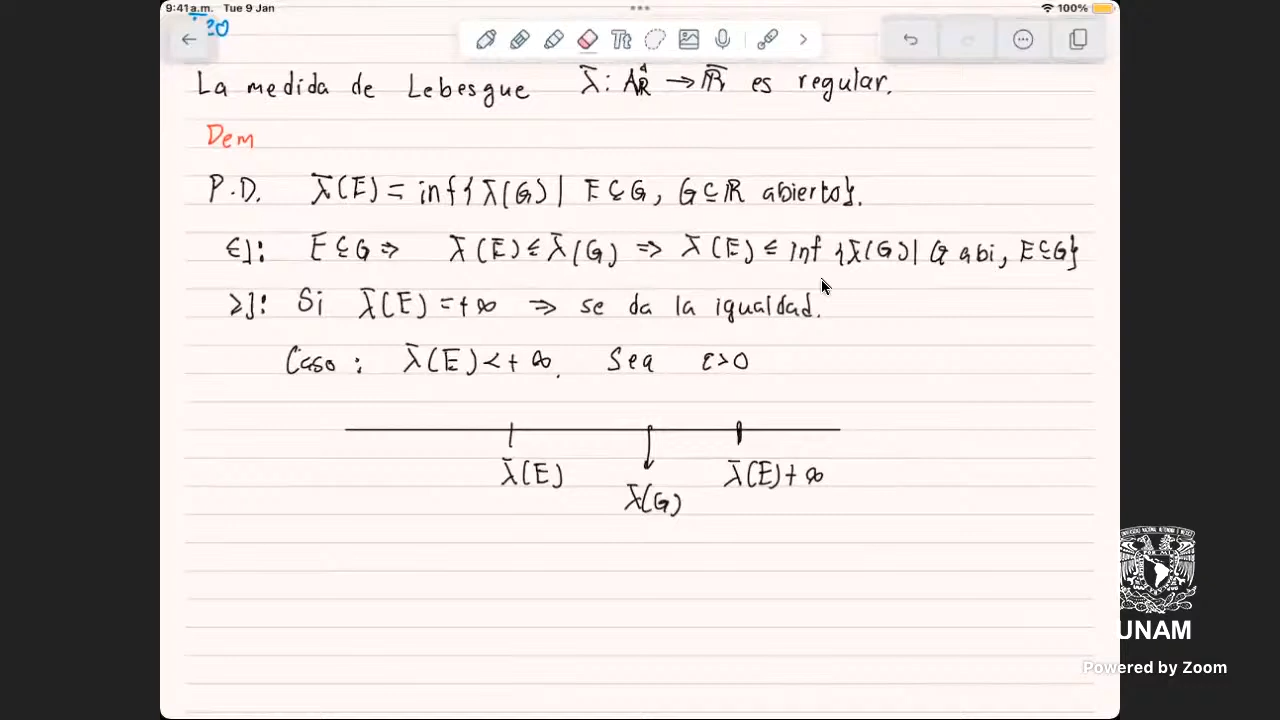 9:41 a.m. Tue 9 Jan
100%
20
La medida de Lebesgue λ̄: A*ℝ → ℝ̄ es regular.
Dem
P.D. λ̄(E) = inf{λ̄(G) | E⊆G, G⊆ℝ abierto}.
≤]: E⊆G ⇒ λ̄(E) ≤ λ̄(G) ⇒ λ̄(E) ≤ inf {λ̄(G) | G abi, E⊆G}
≥]: Si λ̄(E) = +∞ ⇒ se da la igualdad.
Caso: λ̄(E) < +∞. Sea ε>0
λ̄(E) λ̄(E)+∞
λ̄(G)
UNAM
Powered by Zoom